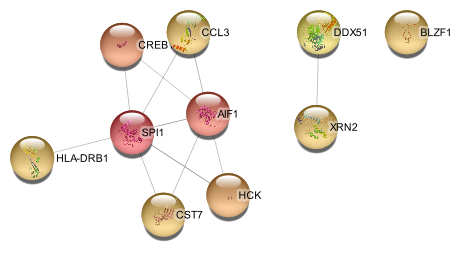 CREB
CCL3
DDX51
BLZF1
AIF1
SPI1
XRN2
HLA-DRB1
CST7
HCK